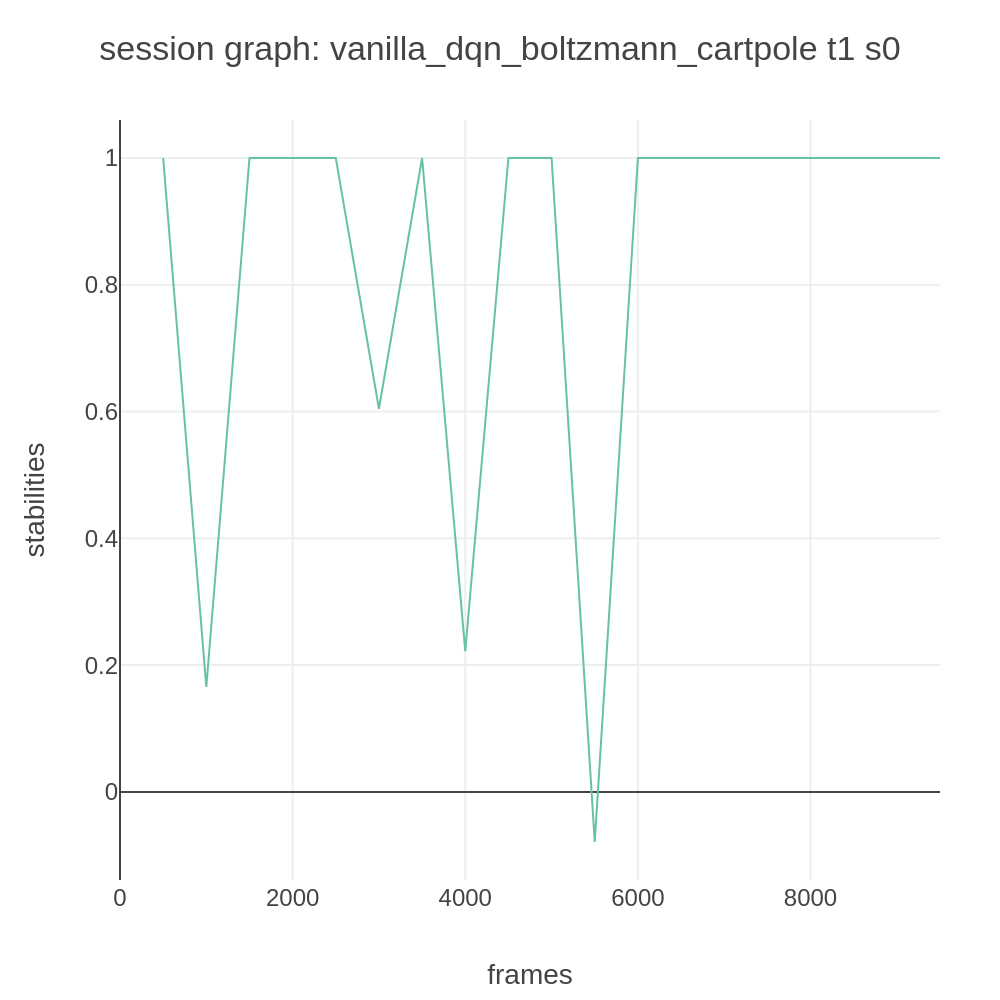 session graph: vanilla_dqn_boltzmann_cartpole t1 s0
1
0.8
0.6
0.4
0.2
0
stabilities
0 2000 4000 6000 8000
frames